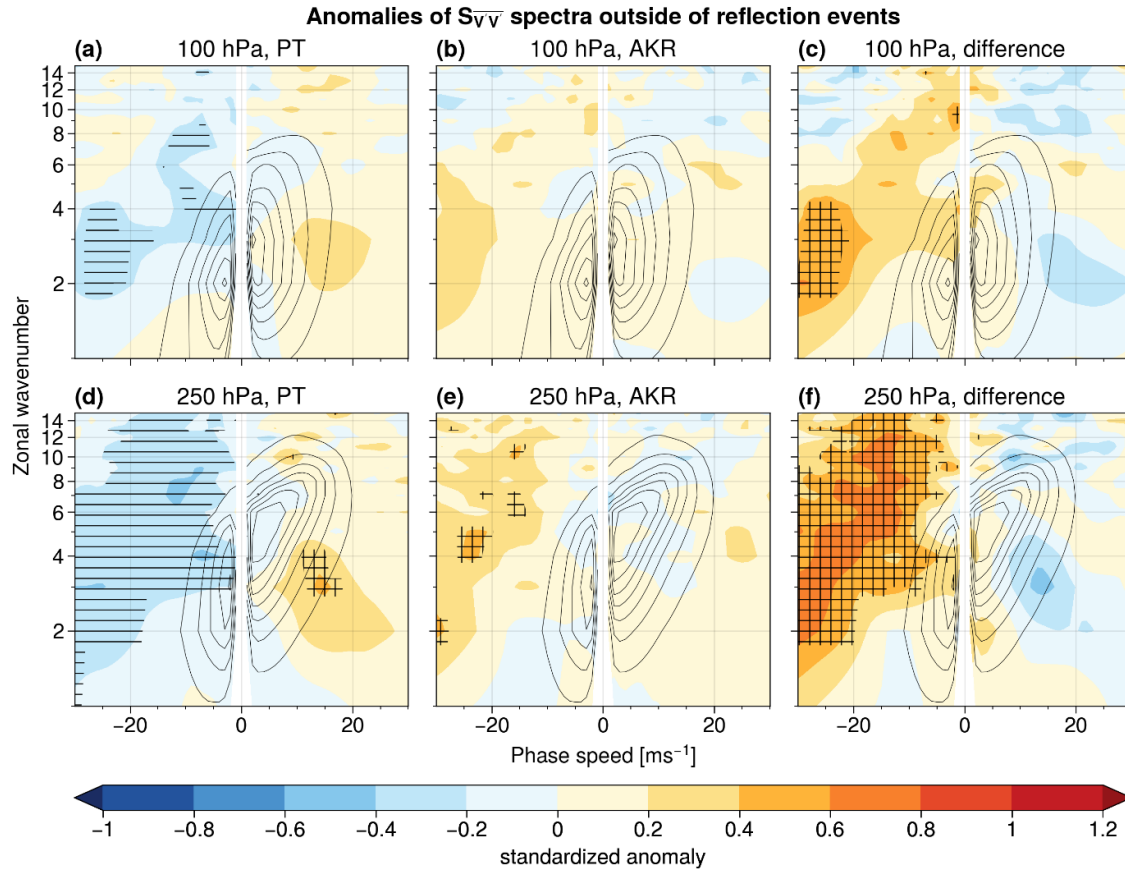 Anomalies of S_{\overline{V'V'}} spectra outside of reflection events
(a) 100 hPa, PT
(b) 100 hPa, AKR
(c) 100 hPa, difference
14
12
10
8
6
4
2
(d) 250 hPa, PT
(e) 250 hPa, AKR
(f) 250 hPa, difference
14
12
10
8
6
4
2
Zonal wavenumber
−20 0 20
−20 0 20
−20 0 20
Phase speed [ms⁻¹]
−1 −0.8 −0.6 −0.4 −0.2 0 0.2 0.4 0.6 0.8 1 1.2
standardized anomaly